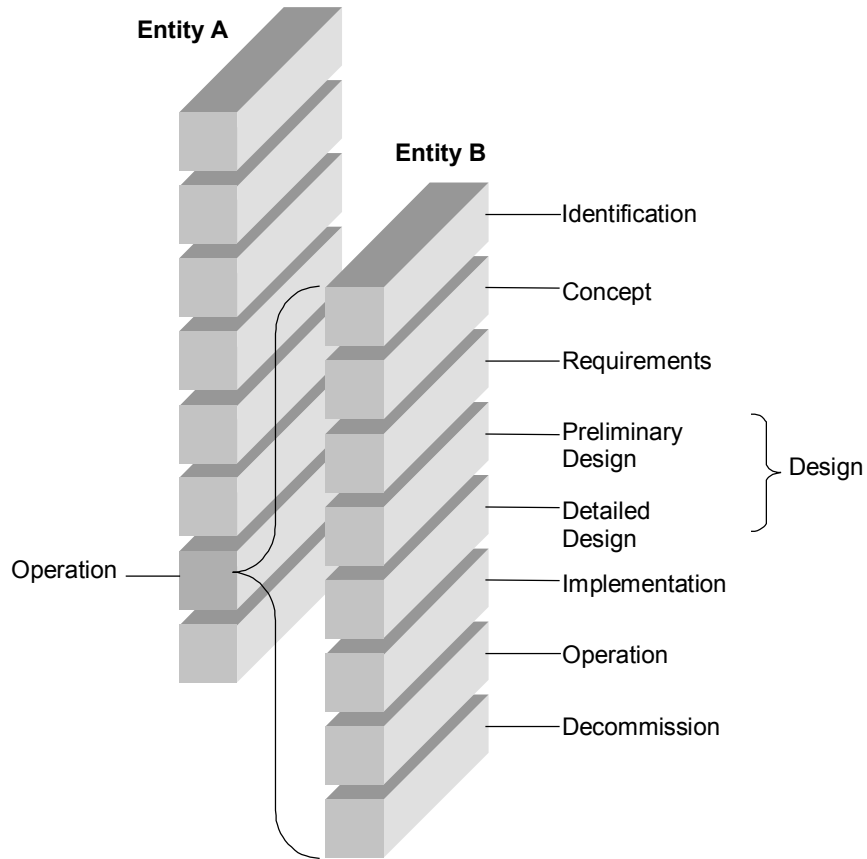 Entity A
Entity B
Identification
Concept
Requirements
Preliminary
Design
Design
Detailed
Design
Operation
Implementation
Operation
Decommission